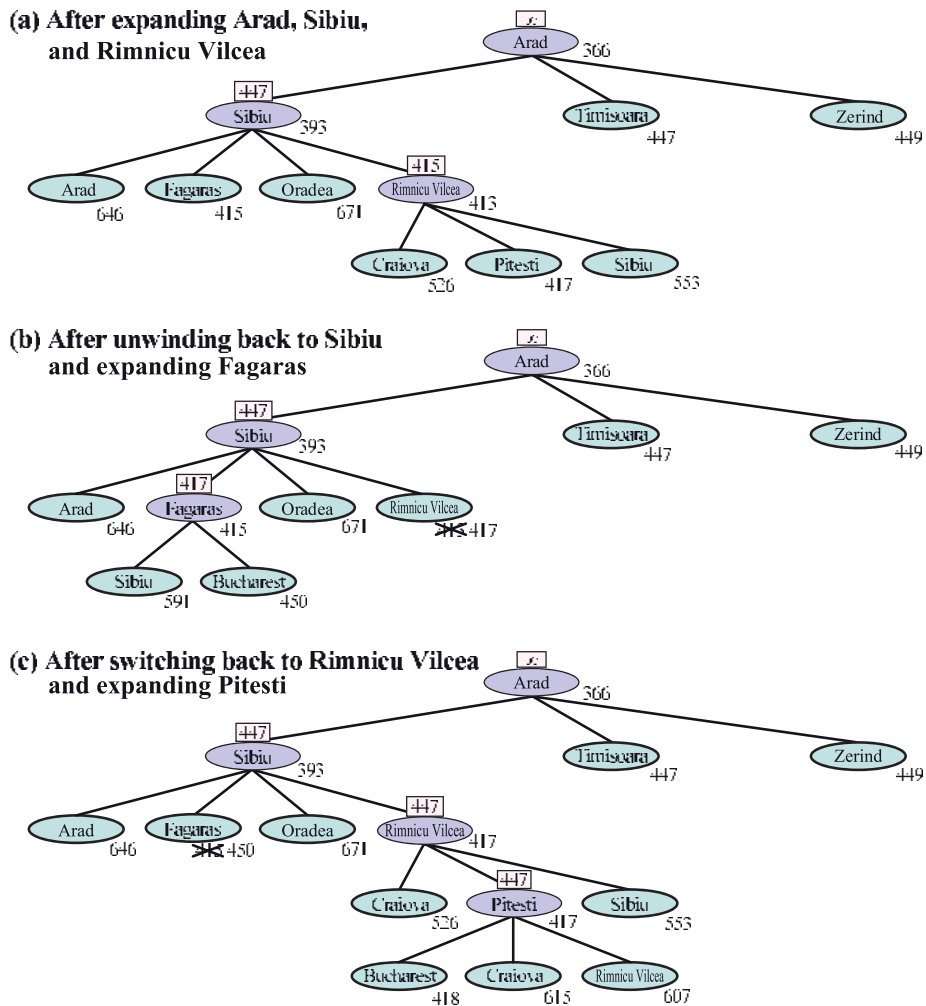 (a) After expanding Arad, Sibiu,
and Rimnicu Vilcea
Arad
366
447
Sibiu
393
Timisoara
447
Zerind
449
Arad
646
Fagaras
415
Oradea
671
415
Rimnicu Vilcea
413
Craiova
526
Pitesti
417
Sibiu
553
(b) After unwinding back to Sibiu
and expanding Fagaras
Arad
366
447
Sibiu
393
Timisoara
447
Zerind
449
Arad
646
417
Fagaras
415
Oradea
671
Rimnicu Vilcea
415 417
Sibiu
591
Bucharest
450
(c) After switching back to Rimnicu Vilcea
and expanding Pitesti
Arad
366
447
Sibiu
393
Timisoara
447
Zerind
449
Arad
646
Fagaras
415 450
Oradea
671
447
Rimnicu Vilcea
417
Craiova
526
447
Pitesti
417
Sibiu
553
Bucharest
418
Craiova
615
Rimnicu Vilcea
607